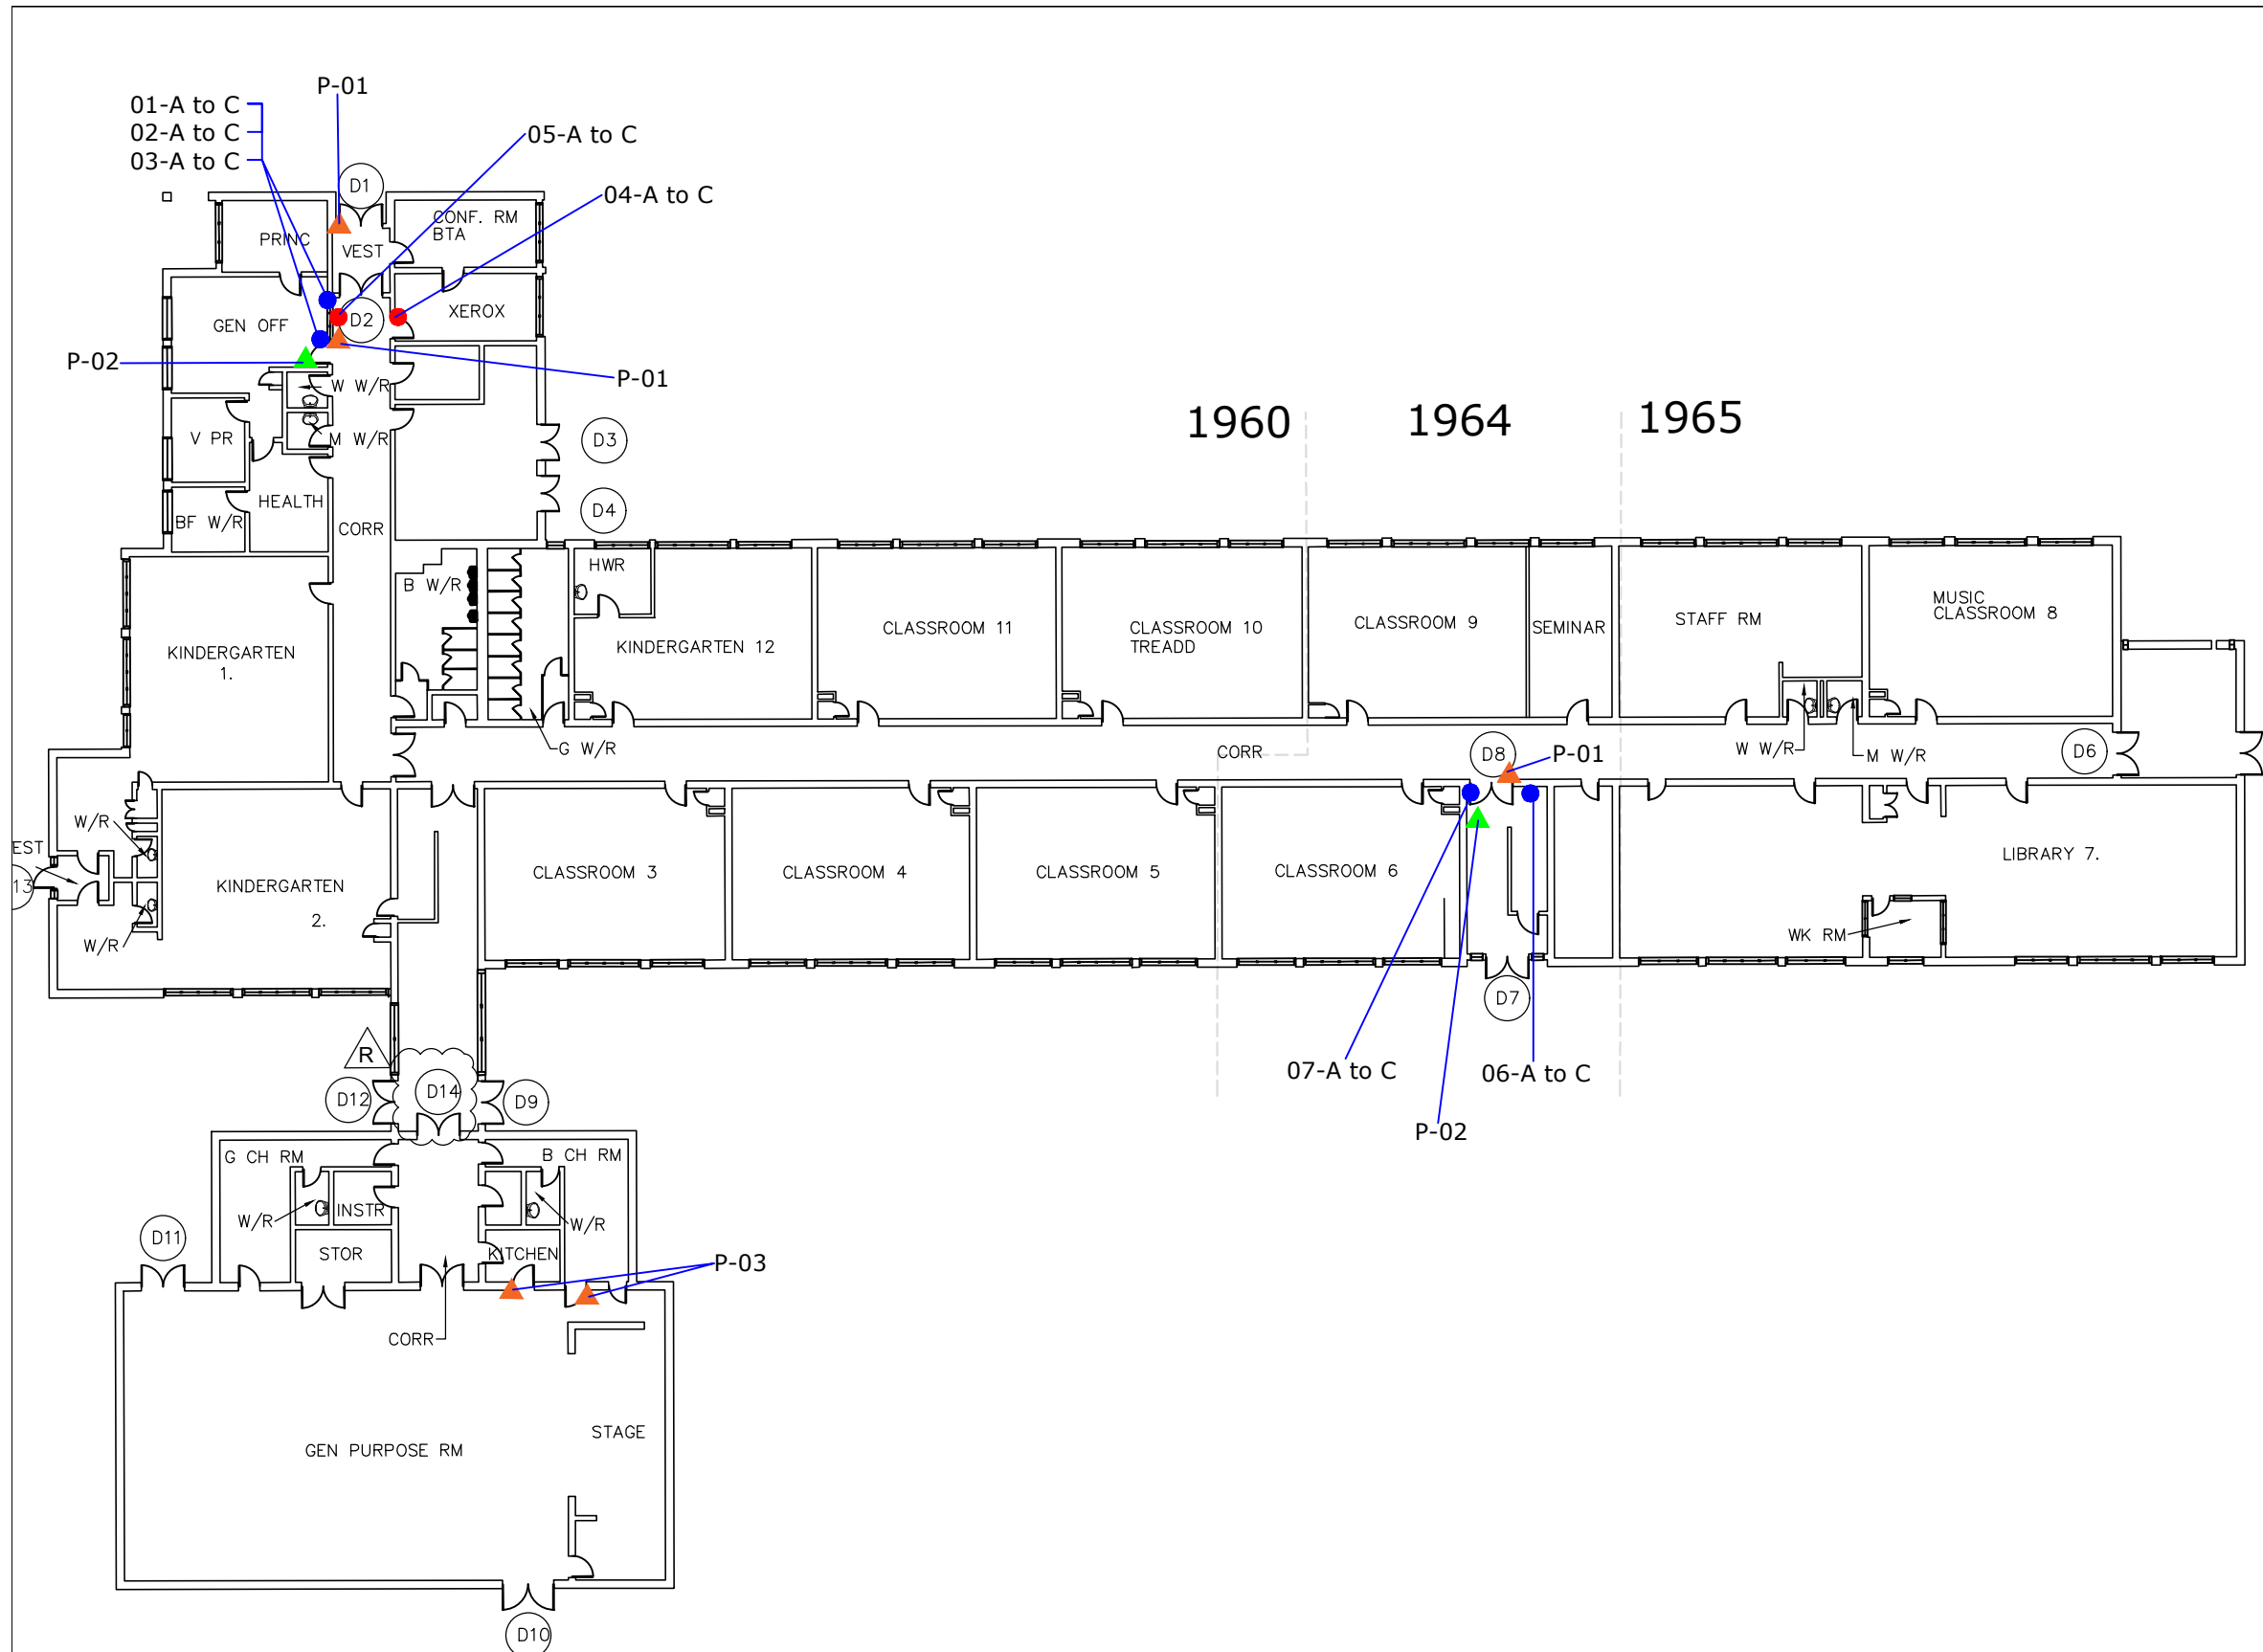 P-01
01-A to C
02-A to C
03-A to C
05-A to C
04-A to C
D1
CONF. RM
BTA
PRINC
VEST
XEROX
GEN OFF
D2
P-02
P-01
W W/R
V PR
M W/R
D3
D4
HEALTH
BF W/R
CORR
1960
1964
1965
HWR
B W/R
KINDERGARTEN
1.
KINDERGARTEN 12
CLASSROOM 11
CLASSROOM 10
TREADD
CLASSROOM 9
SEMINAR
STAFF RM
MUSIC
CLASSROOM 8
G W/R
CORR
D8
P-01
W W/R
M W/R
D6
W/R
EST
13
KINDERGARTEN
2.
W/R
CLASSROOM 3
CLASSROOM 4
CLASSROOM 5
CLASSROOM 6
LIBRARY 7.
WK RM
D7
07-A to C
06-A to C
P-02
R
D12
D14
D9
G CH RM
B CH RM
W/R
INSTR
W/R
D11
STOR
KITCHEN
P-03
CORR
GEN PURPOSE RM
STAGE
D10